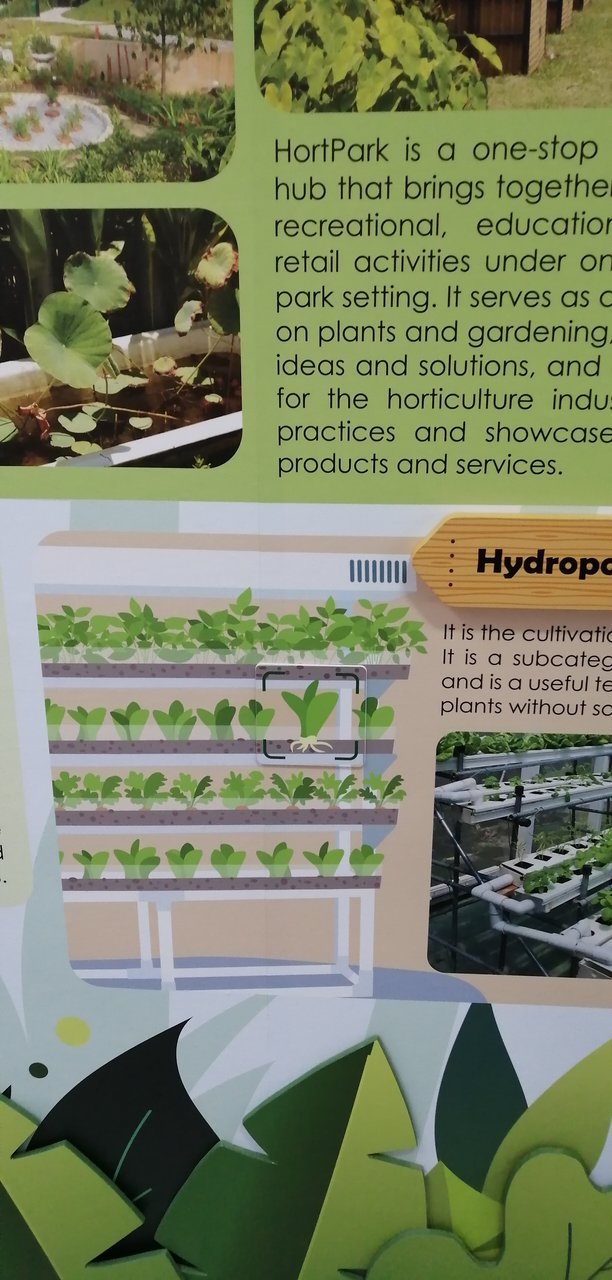 HortPark is a one-stop
hub that brings together
recreational, education
retail activities under on
park setting. It serves as a
on plants and gardening,
ideas and solutions, and
for the horticulture indus
practices and showcase
products and services.
Hydropo
It is the cultivatio
It is a subcateg
and is a useful te
plants without so